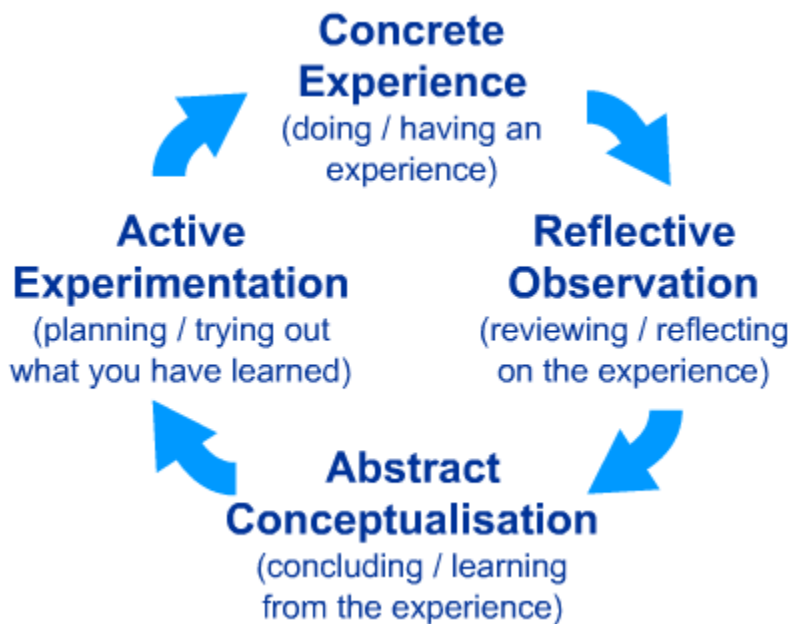 Concrete
Experience
(doing / having an
experience)
Reflective
Observation
(reviewing / reflecting
on the experience)
Abstract
Conceptualisation
(concluding / learning
from the experience)
Active
Experimentation
(planning / trying out
what you have learned)